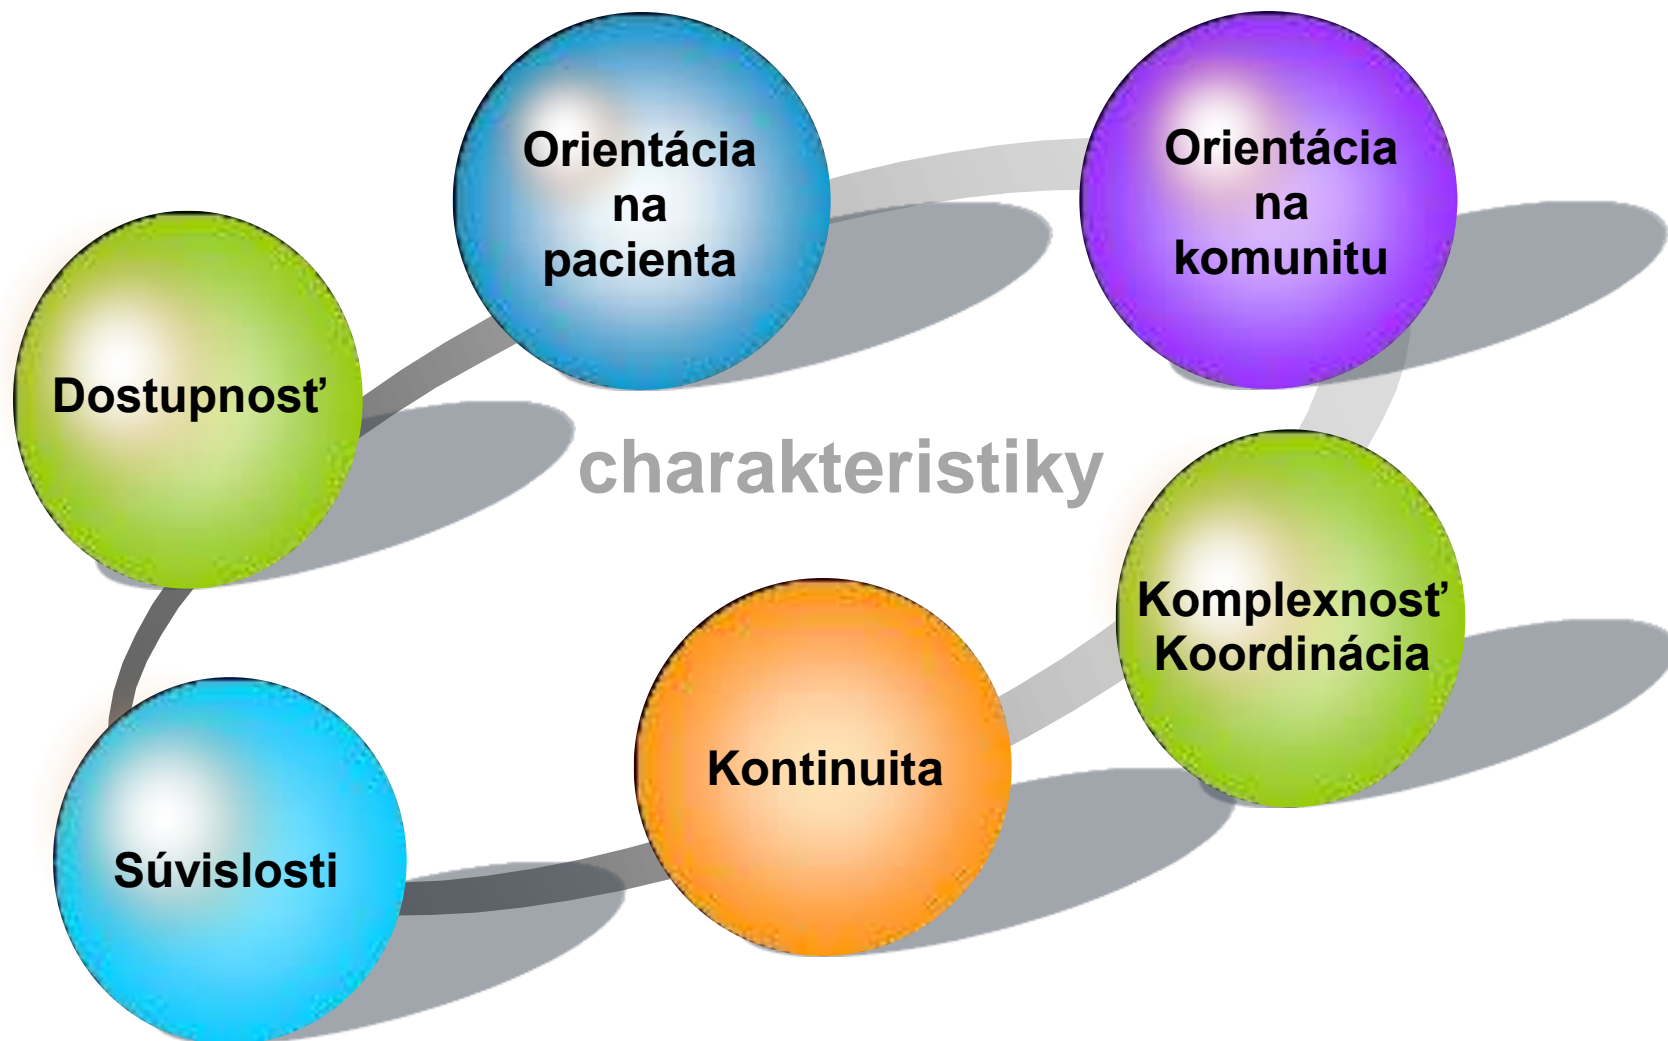 Orientácia
na
pacienta
Orientácia
na
komunitu
Dostupnosť
charakteristiky
Komplexnosť
Koordinácia
Kontinuita
Súvislosti